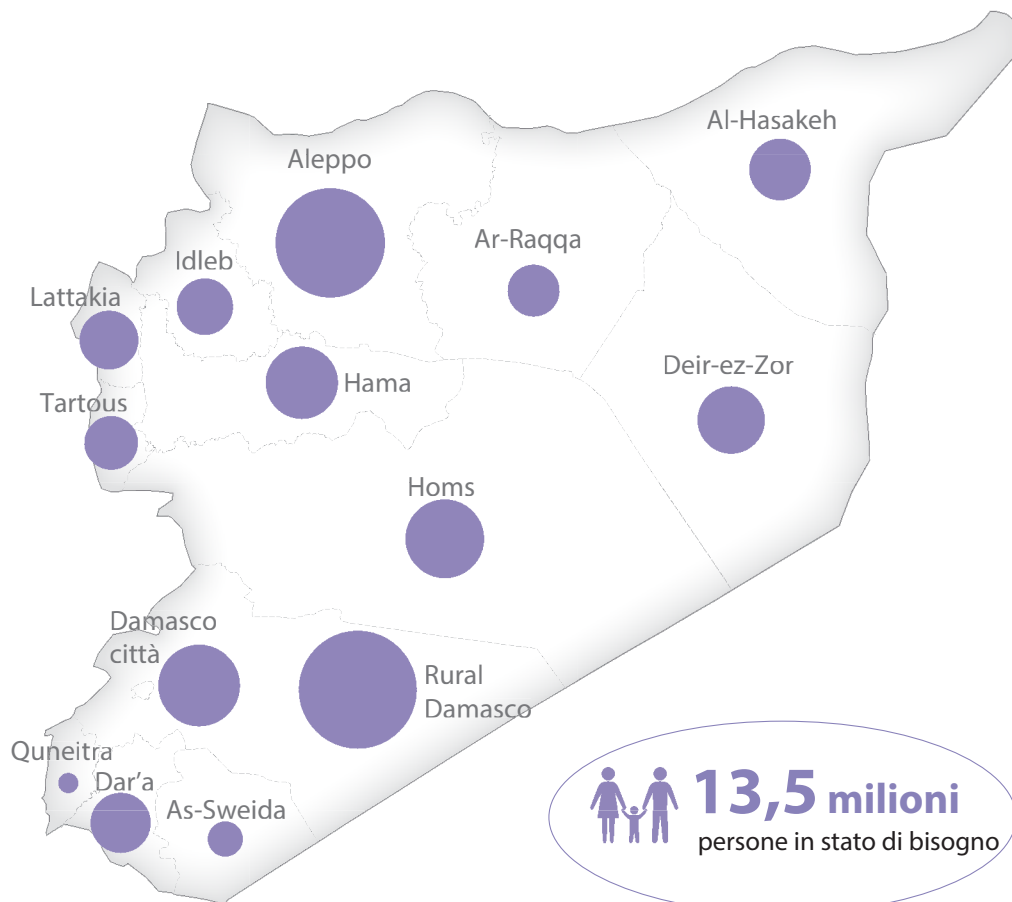 Al-Hasakeh
Aleppo
Ar-Raqqa
Idleb
Lattakia
Deir-ez-Zor
Hama
Tartous
Homs
Damasco
città
Rural
Damasco
Quneitra
Dar'a
As-Sweida
13,5 milioni
persone in stato di bisogno